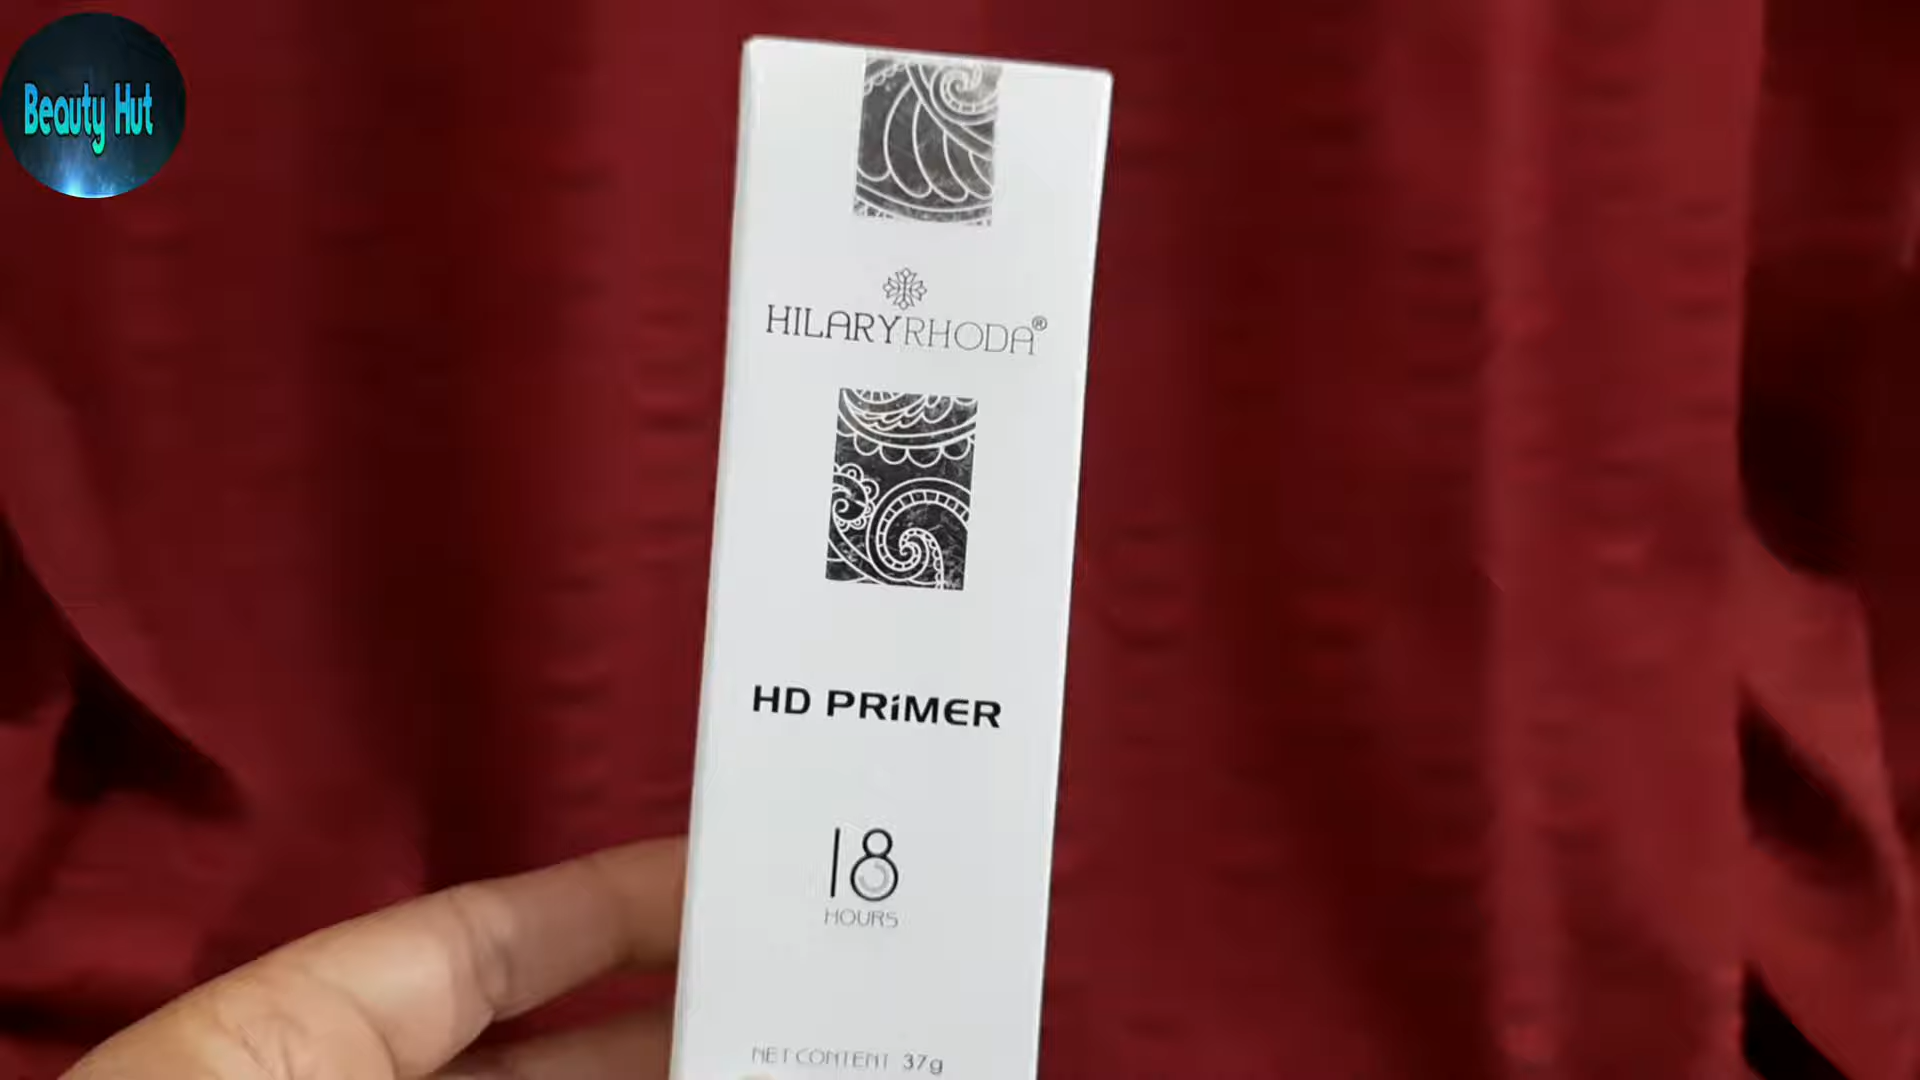 Beauty Hut
HILARYRHODA®
HD PRiMER
18
HOURS
NET CONTENT 37g